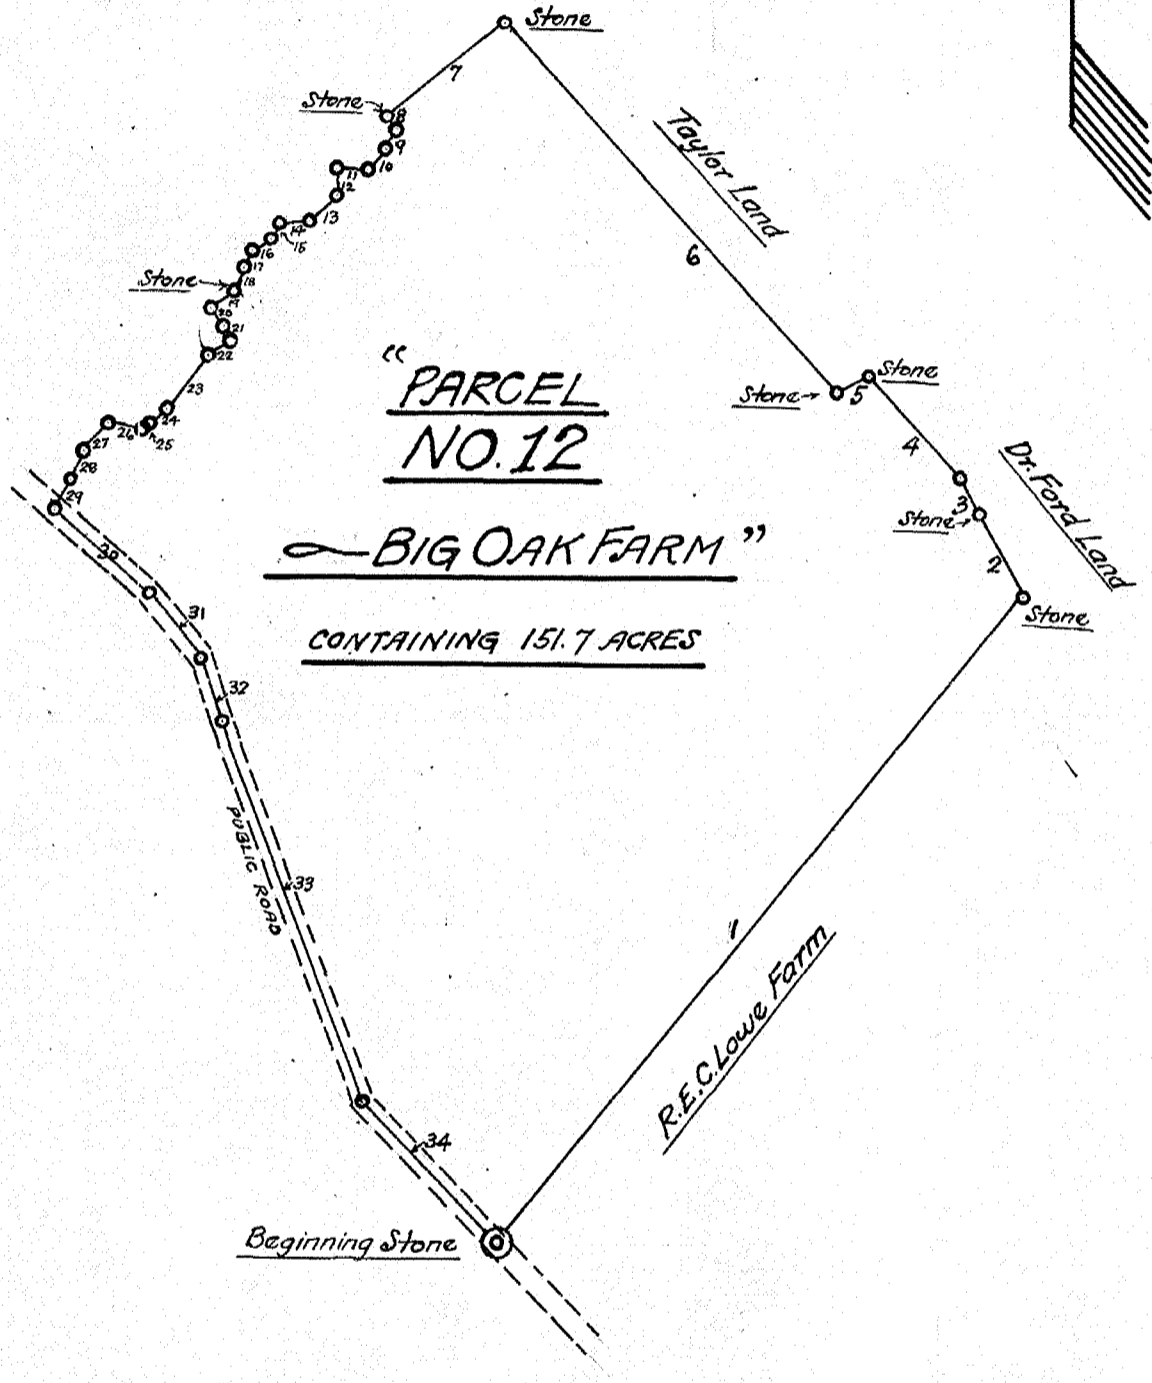 Stone
7
Stone
8
9
10
11
12
13
14
15
16
17
18
19
20
21
22
23
24
25
26
27
28
29
30
31
32
33
34
Stone
Taylor Land
6
"PARCEL
NO. 12
BIG OAK FARM"
CONTAINING 151.7 ACRES
Stone
5
Stone
4
3
Stone
2
Dr. Ford Land
Stone
1
R.E.C. Lowe Farm
PUBLIC ROAD
Beginning Stone